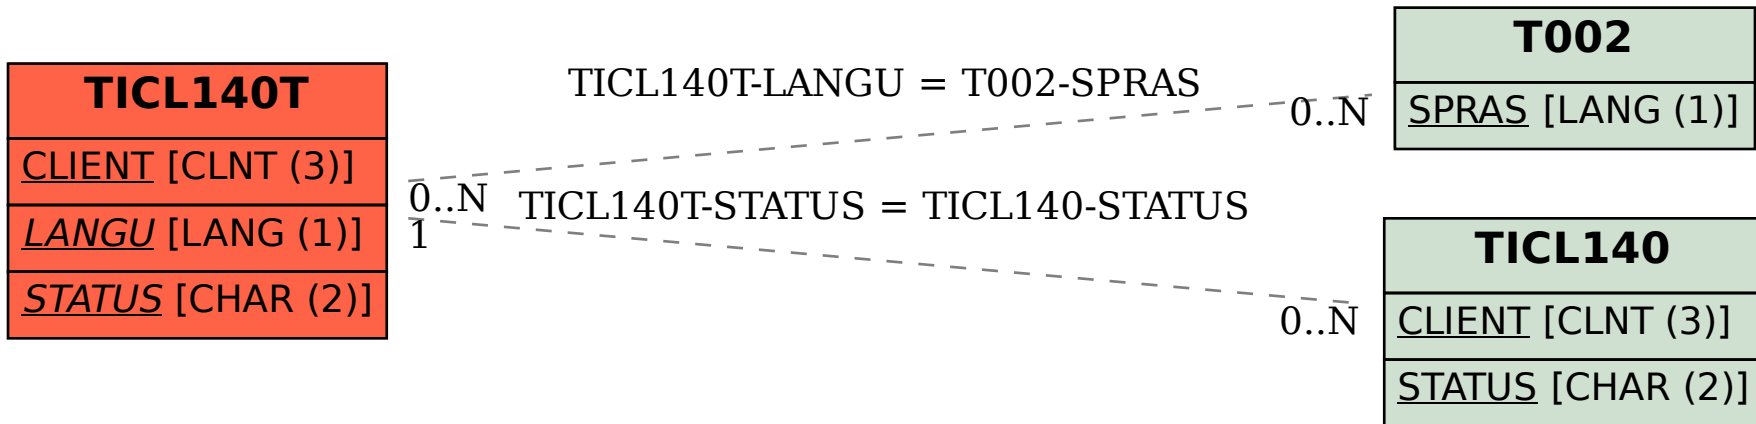 TICL140T
CLIENT [CLNT (3)]
LANGU [LANG (1)]
STATUS [CHAR (2)]
TICL140T-LANGU = T002-SPRAS
0..N
0..N
TICL140T-STATUS = TICL140-STATUS
1
0..N
T002
SPRAS [LANG (1)]
TICL140
CLIENT [CLNT (3)]
STATUS [CHAR (2)]